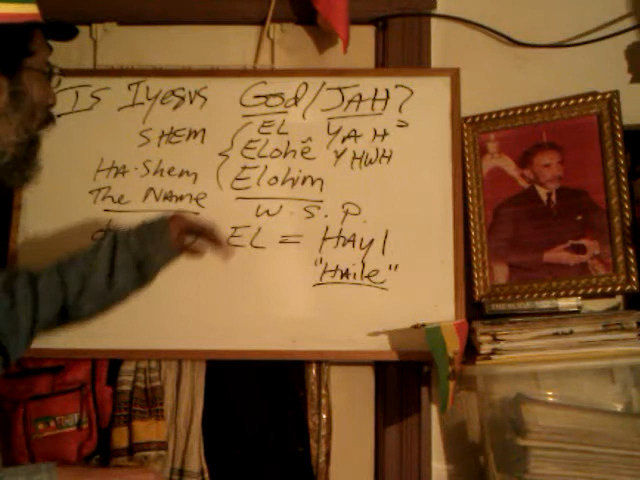 "Is Iyesus God/JAH?
SHEM EL YAH
HA-Shem Elohê YHWH
The Name Elohim
W.S.P.
EL = HAYl
"HAILE"